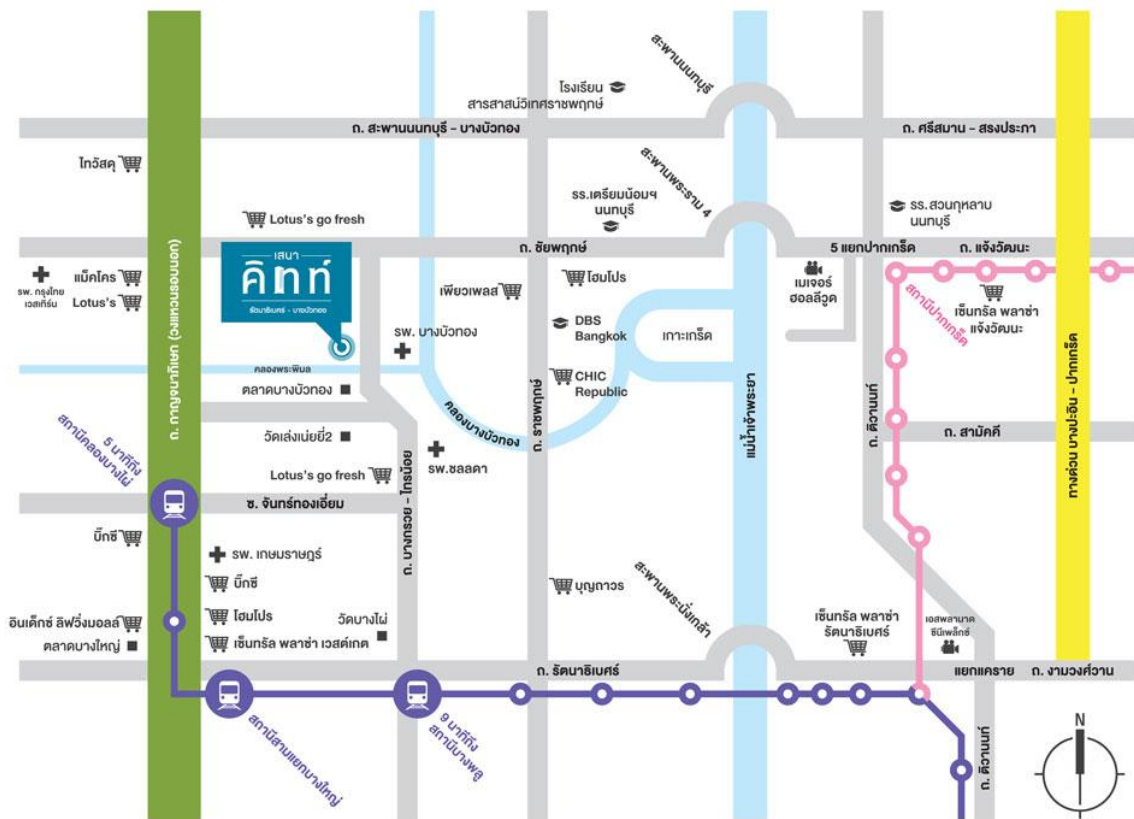 สะพานนนทบุรี
โรงเรียน
สารสาสน์วิเทศราชพฤกษ์
ถ. สะพานนนทบุรี - บางบัวทอง
ถ. ศรีสมาน - สรงประภา
ไทวัสดุ
สะพานพระราม 4
รร.เตรียมน้อมฯ
นนทบุรี
รร.สวนกุหลาบ
นนทบุรี
Lotus's go fresh
ถ. ชัยพฤกษ์
5 แยกปากเกร็ด
ถ. แจ้งวัฒนะ
เสนา
คิทท์
รัตนาธิเบศร์ - บางบัวทอง
รพ. กรุงไทย
เวสเทิร์น
แม็คโคร
Lotus's
เพียวเพลส
โฮมโปร
เมเจอร์
ฮอลลีวูด
สถานีปากเกร็ด
เซ็นทรัล พลาซ่า
แจ้งวัฒนะ
รพ. บางบัวทอง
DBS
Bangkok
เกาะเกร็ด
คลองพระพิมล
ตลาดบางบัวทอง
CHIC
Republic
ถ. กาญจนาภิเษก (วงแหวนรอบนอก)
คลองบางบัวทอง
ถ. ราชพฤกษ์
แม่น้ำเจ้าพระยา
ถ. ติวานนท์
ถ. สามัคคี
ทางด่วน บางปะอิน - ปากเกร็ด
วัดเล่งเน่ยยี่2
รพ.ชลลดา
5 นาทีถึง
สถานีคลองบางไผ่
Lotus's go fresh
ซ. จันทร์ทองเอี่ยม
ถ. บางกรวย - ไทรน้อย
บิ๊กซี
รพ. เกษมราษฎร์
บิ๊กซี
บุญถาวร
สะพานพระนั่งเกล้า
อินเด็กซ์ ลิฟวิ่งมอลล์
ตลาดบางใหญ่
โฮมโปร
วัดบางไผ่
เซ็นทรัล พลาซ่า เวสต์เกต
เซ็นทรัล พลาซ่า
รัตนาธิเบศร์
เอสพลานาด
ซีนีเพล็กซ์
ถ. รัตนาธิเบศร์
แยกแคราย
ถ. งามวงศ์วาน
สถานีสามแยกบางใหญ่
9 นาทีถึง
สถานีบางพลู
ถ. ติวานนท์
N